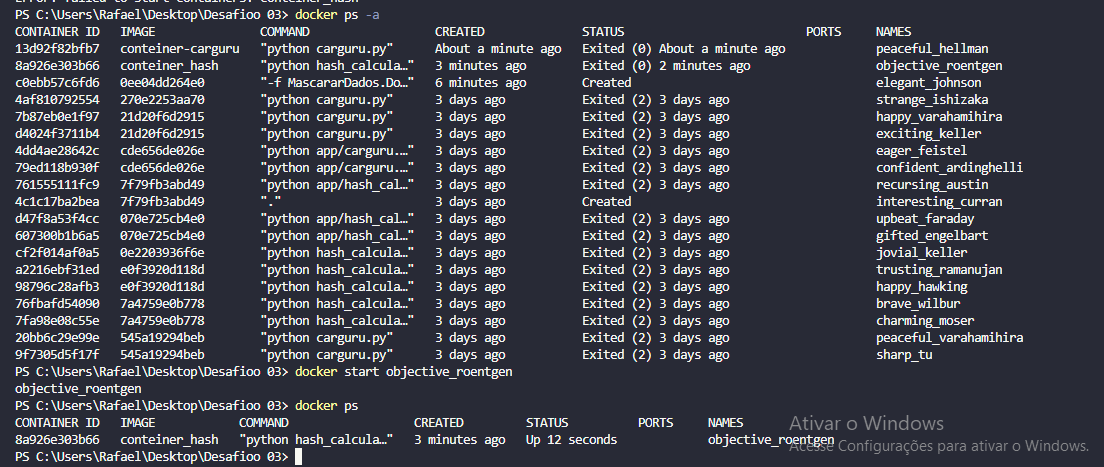 Error: failed to start containers: conteiner_hash
PS C:\Users\Rafael\Desktop\Desafioo 03> docker ps -a
CONTAINER ID IMAGE COMMAND CREATED STATUS PORTS NAMES
13d92f82bfb7 conteiner-carguru "python carguru.py" About a minute ago Exited (0) About a minute ago peaceful_hellman
8a926e303b66 conteiner_hash "python hash_calcula…" 3 minutes ago Exited (0) 2 minutes ago objective_roentgen
c0ebb57c6fd6 0ee04dd264e0 "-f MascararDados.Do…" 6 minutes ago Created elegant_johnson
4af810792554 270e2253aa70 "python carguru.py" 3 days ago Exited (2) 3 days ago strange_ishizaka
7b87eb0e1f97 21d20f6d2915 "python carguru.py" 3 days ago Exited (2) 3 days ago happy_varahamihira
d4024f3711b4 21d20f6d2915 "python carguru.py" 3 days ago Exited (2) 3 days ago exciting_keller
4dd4ae28642c cde656de026e "python app/carguru.…" 3 days ago Exited (2) 3 days ago eager_feistel
79ed118b930f cde656de026e "python app/carguru.…" 3 days ago Exited (2) 3 days ago confident_ardinghelli
761555111fc9 7f79fb3abd49 "python app/hash_cal…" 3 days ago Exited (2) 3 days ago recursing_austin
4c1c17ba2bea 7f79fb3abd49 "." 3 days ago Created interesting_curran
d47f8a53f4cc 070e725cb4e0 "python app/hash_cal…" 3 days ago Exited (2) 3 days ago upbeat_faraday
607300b1b6a5 070e725cb4e0 "python app/hash_cal…" 3 days ago Exited (2) 3 days ago gifted_engelbart
cf2f014af0a5 0e2203936f6e "python hash_calcula…" 3 days ago Exited (2) 3 days ago jovial_keller
a2216ebf31ed e0f3920d118d "python hash_calcula…" 3 days ago Exited (2) 3 days ago trusting_ramanujan
98796c28afb3 e0f3920d118d "python hash_calcula…" 3 days ago Exited (2) 3 days ago happy_hawking
76fbafd54090 7a4759e0b778 "python hash_calcula…" 3 days ago Exited (2) 3 days ago brave_wilbur
7fa98e08c55e 7a4759e0b778 "python hash_calcula…" 3 days ago Exited (2) 3 days ago charming_moser
20bb6c29e99e 545a19294beb "python carguru.py" 3 days ago Exited (2) 3 days ago peaceful_varahamihira
9f7305d5f17f 545a19294beb "python carguru.py" 3 days ago Exited (2) 3 days ago sharp_tu
PS C:\Users\Rafael\Desktop\Desafioo 03> docker start objective_roentgen
objective_roentgen
PS C:\Users\Rafael\Desktop\Desafioo 03> docker ps
CONTAINER ID IMAGE COMMAND CREATED STATUS PORTS NAMES
8a926e303b66 conteiner_hash "python hash_calcula…" 3 minutes ago Up 12 seconds objective_roentgen
PS C:\Users\Rafael\Desktop\Desafioo 03>
Ativar o Windows
Acesse Configurações para ativar o Windows.